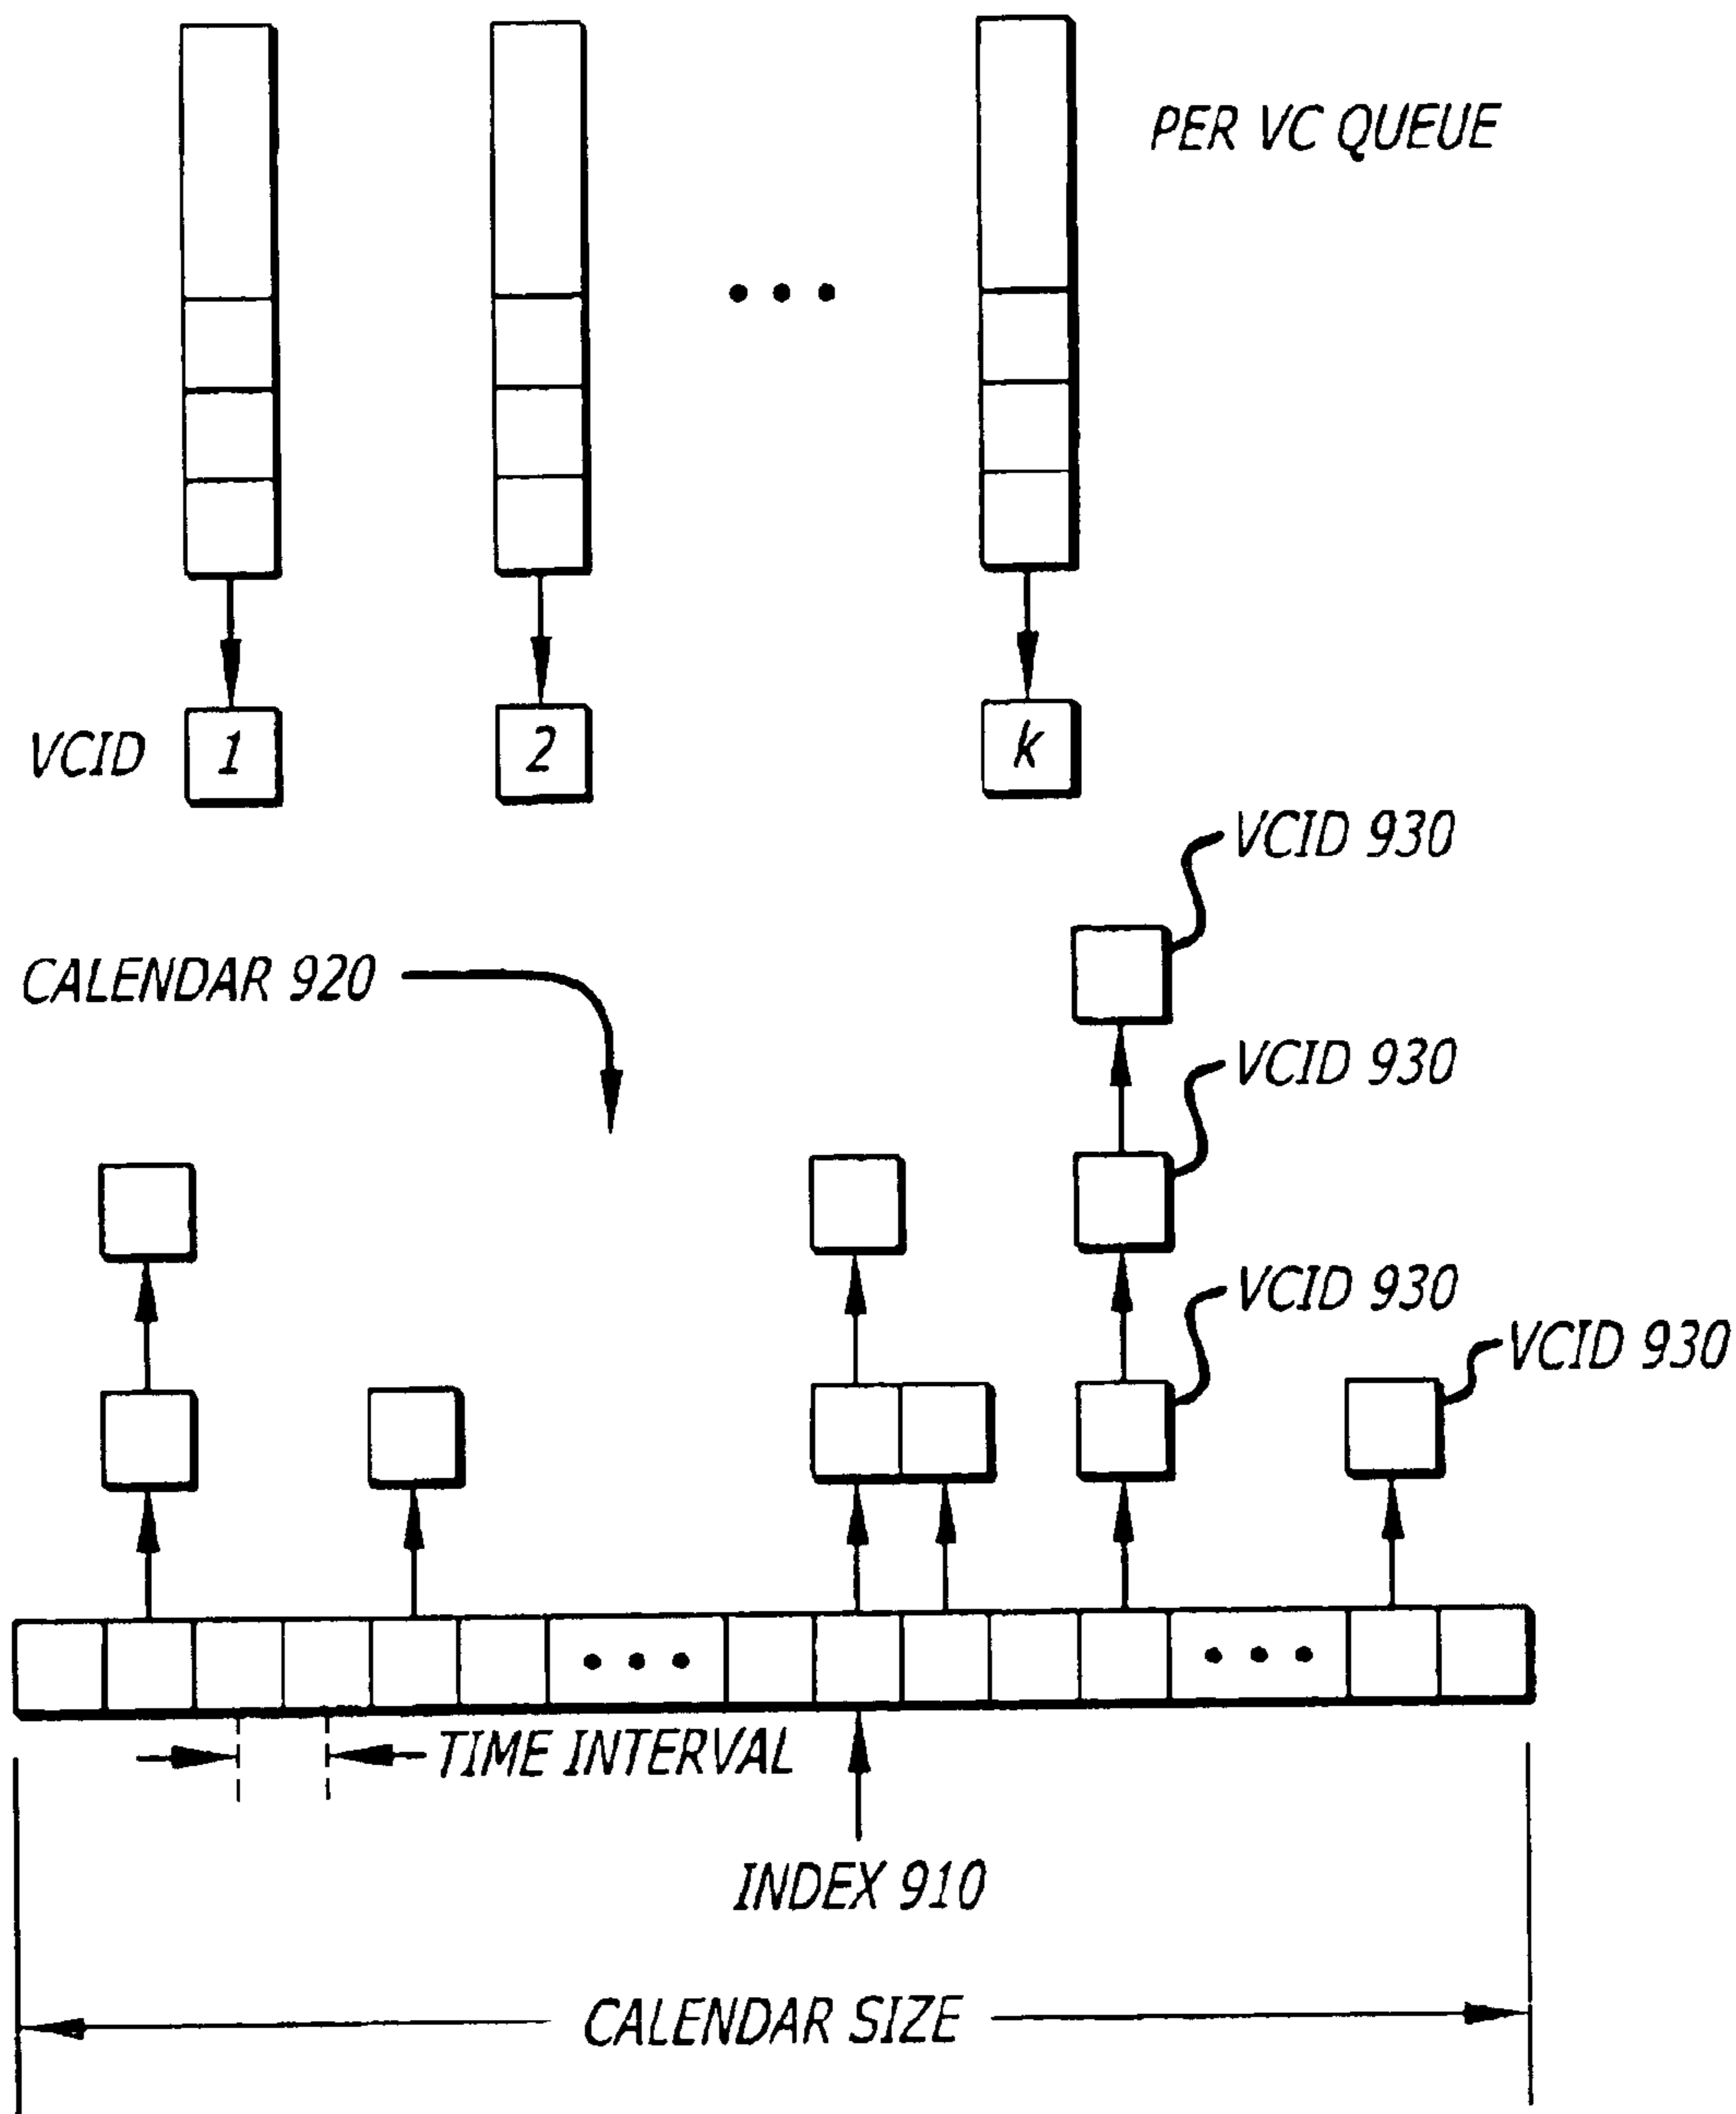 PER VC QUEUE
VCID 1 2 k
VCID 930
CALENDAR 920
VCID 930
VCID 930
VCID 930
TIME INTERVAL
INDEX 910
CALENDAR SIZE